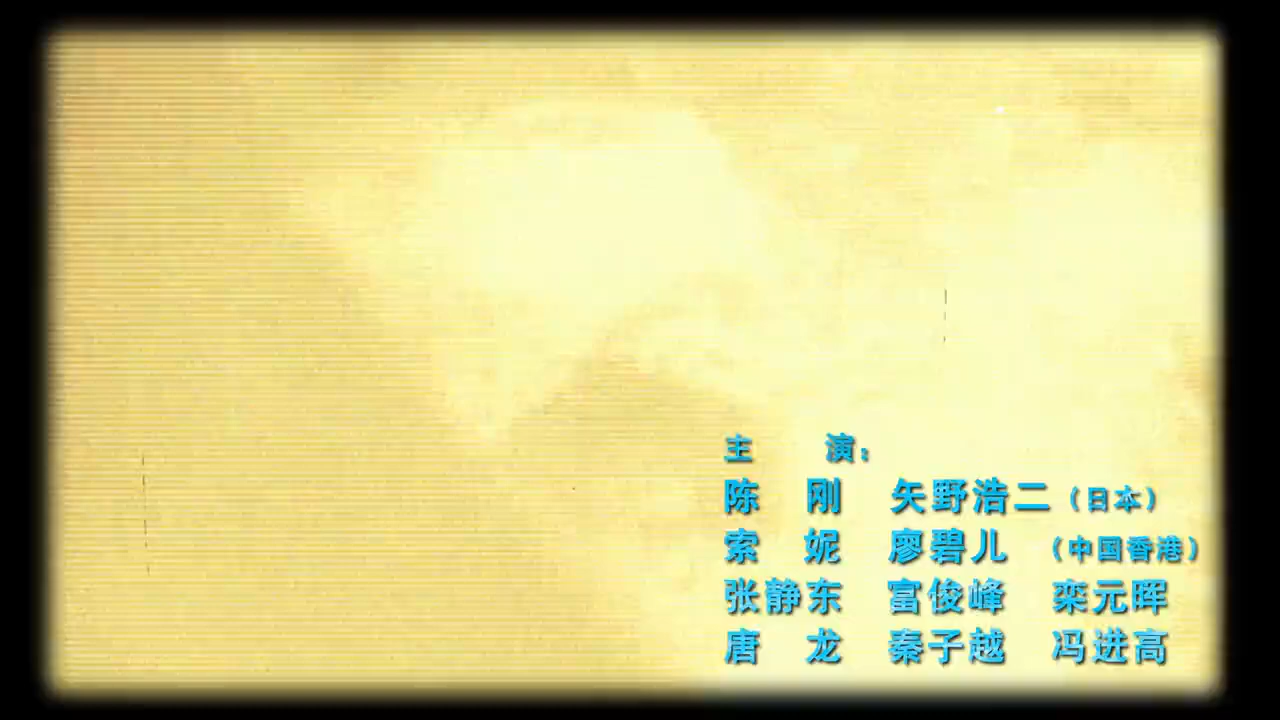 主 演：
陈 刚 矢野浩二（日本）
索 妮 廖碧儿（中国香港）
张静东 富俊峰 栾元晖
唐 龙 秦子越 冯进高